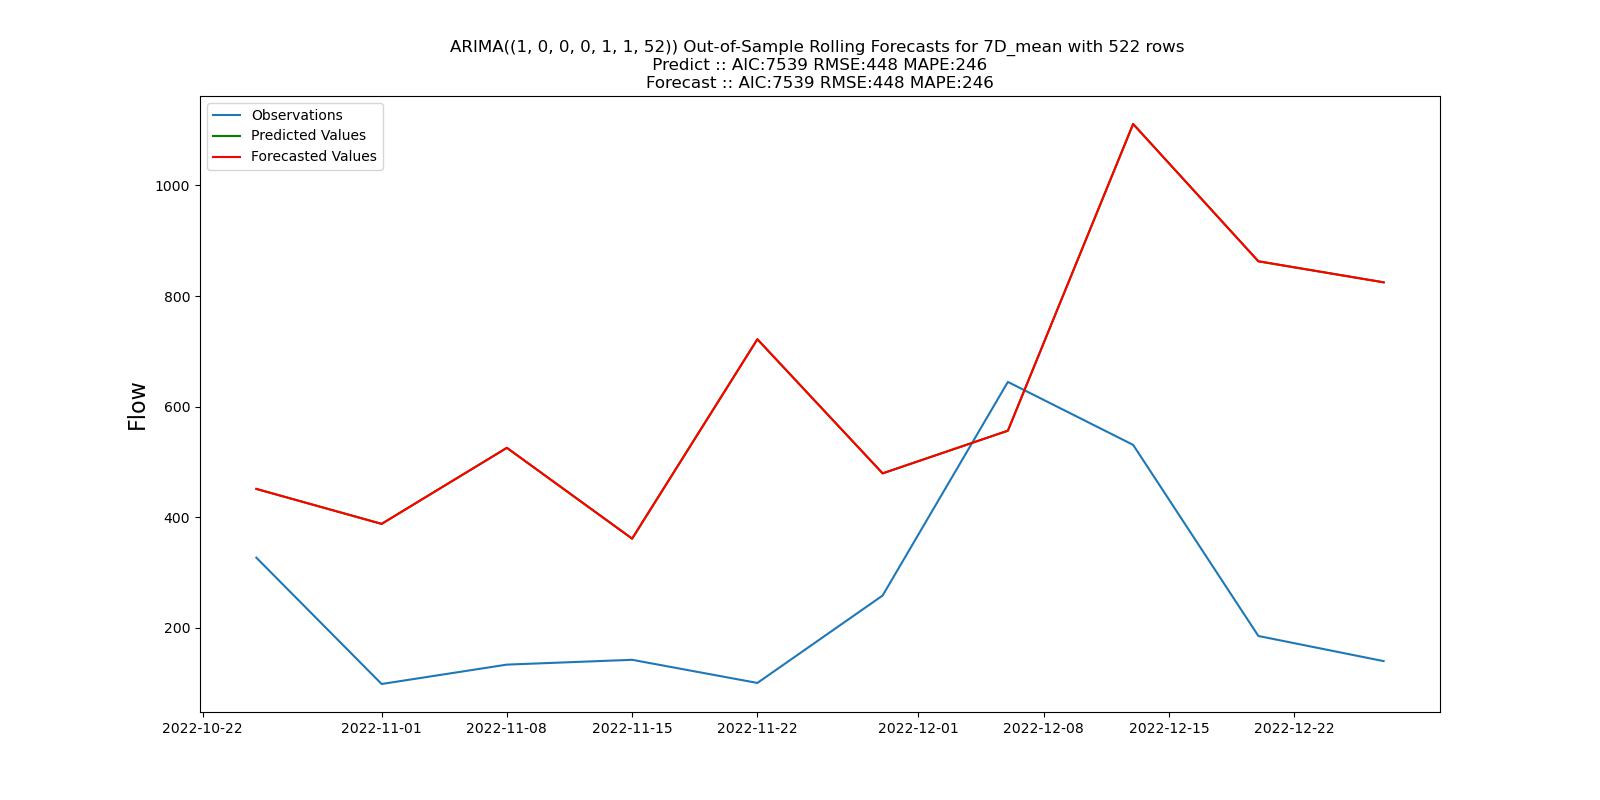 ARIMA((1, 0, 0, 0, 1, 1, 52)) Out-of-Sample Rolling Forecasts for 7D_mean with 522 rows
Predict :: AIC:7539 RMSE:448 MAPE:246
Forecast :: AIC:7539 RMSE:448 MAPE:246
Observations
Predicted Values
Forecasted Values
1000
800
600
400
200
Flow
2022-10-22 2022-11-01 2022-11-08 2022-11-15 2022-11-22 2022-12-01 2022-12-08 2022-12-15 2022-12-22